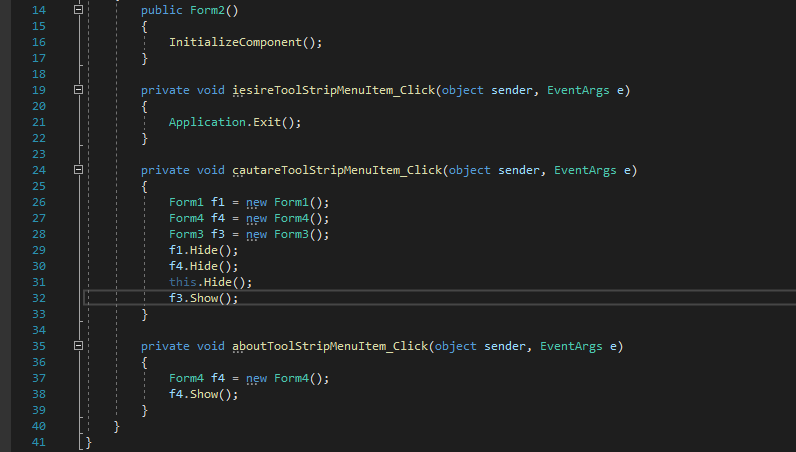 14 public Form2()
15 {
16 InitializeComponent();
17 }
18
19 private void iesireToolStripMenuItem_Click(object sender, EventArgs e)
20 {
21 Application.Exit();
22 }
23
24 private void cautareToolStripMenuItem_Click(object sender, EventArgs e)
25 {
26 Form1 f1 = new Form1();
27 Form4 f4 = new Form4();
28 Form3 f3 = new Form3();
29 f1.Hide();
30 f4.Hide();
31 this.Hide();
32 f3.Show();
33 }
34
35 private void aboutToolStripMenuItem_Click(object sender, EventArgs e)
36 {
37 Form4 f4 = new Form4();
38 f4.Show();
39 }
40 }
41 }